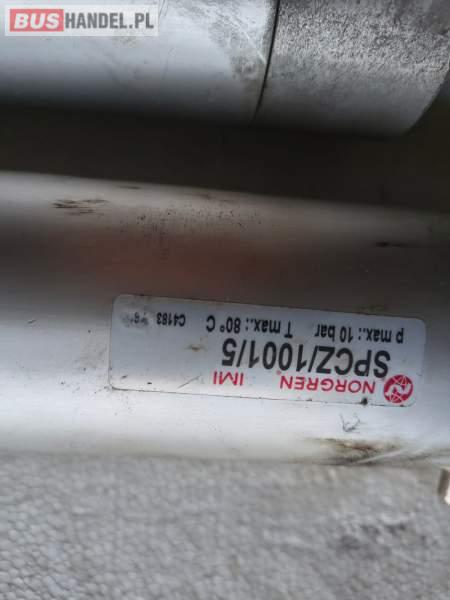 BUSHANDEL.PL
NORGREN IMI
SPCZ/1001/5
p max.: 10 bar T max.: 80° C C4183